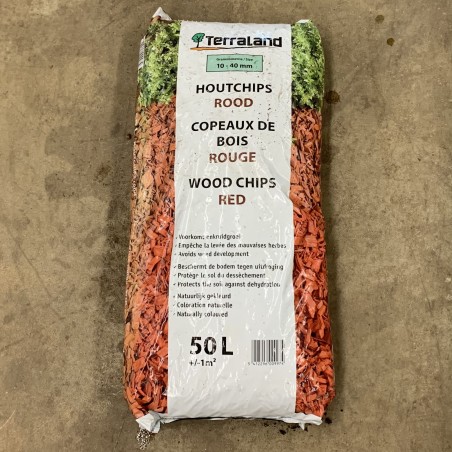 Terraland
10 - 40 mm
HOUTCHIPS
ROOD
COPEAUX DE
BOIS
ROUGE
WOOD CHIPS
RED
Voorkomt onkruidgroei
Empêche la levée des mauvaises herbes
Avoids weed development
Beschermt de bodem tegen uitdroging
Protège le sol du dessèchement
Protects the soil against dehydration
Natuurlijk gekleurd
Coloration naturelle
Naturally coloured
50 L
+/- 1 m²